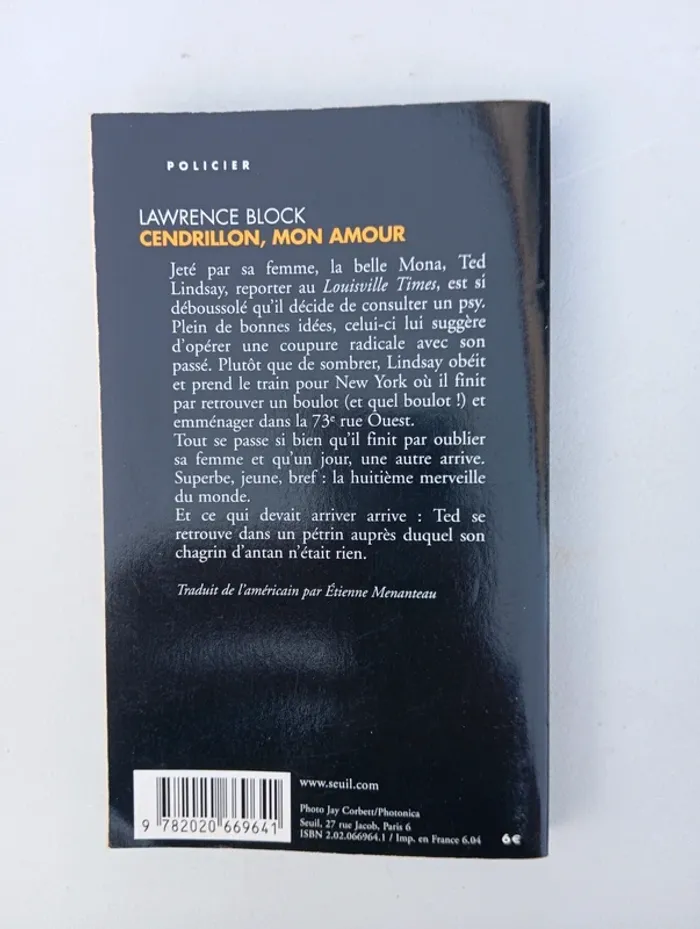 POLICIER
LAWRENCE BLOCK
CENDRILLON, MON AMOUR
Jeté par sa femme, la belle Mona, Ted
Lindsay, reporter au Louisville Times, est si
déboussolé qu'il décide de consulter un psy.
Plein de bonnes idées, celui-ci lui suggère
d'opérer une coupure radicale avec son
passé. Plutôt que de sombrer, Lindsay obéit
et prend le train pour New York où il finit
par retrouver un boulot (et quel boulot !) et
emménager dans la 73e rue Ouest.
Tout se passe si bien qu'il finit par oublier
sa femme et qu'un jour, une autre arrive.
Superbe, jeune, bref : la huitième merveille
du monde.
Et ce qui devait arriver arrive : Ted se
retrouve dans un pétrin auprès duquel son
chagrin d'antan n'était rien.
Traduit de l'américain par Étienne Menanteau
www.seuil.com
Photo Jay Corbett/Photonica
Seuil, 27 rue Jacob, Paris 6
ISBN 2.02.066964.1 / Imp. en France 6.04
6€
9 782020 669641